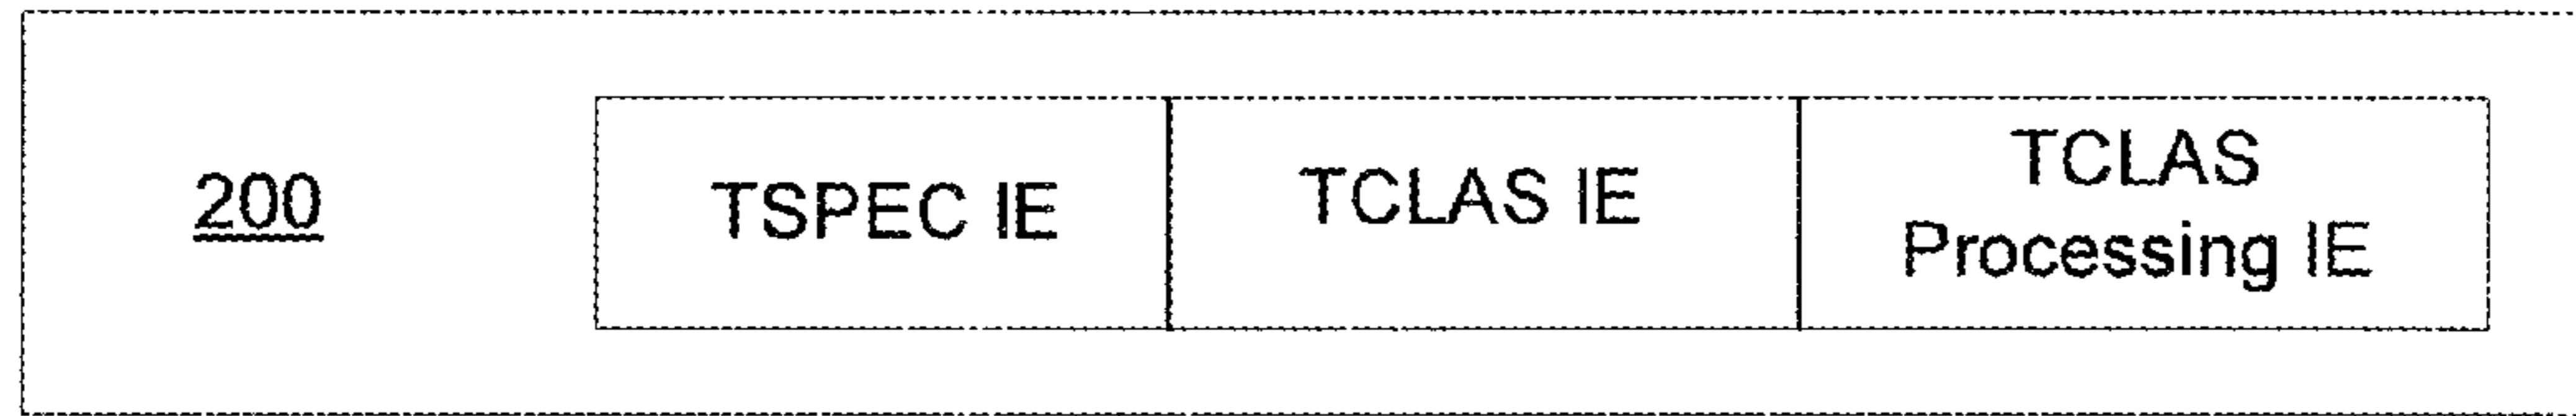 200
TSPEC IE
TCLAS IE
TCLAS
Processing IE